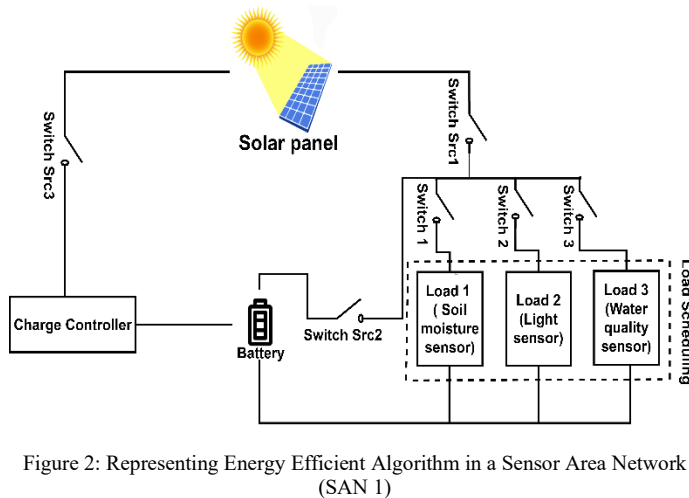 Solar panel
Switch Src3
Switch Src1
Switch 1
Switch 2
Switch 3
Load 1
( Soil
moisture
sensor)
Load 2
(Light
sensor)
Load 3
(Water
quality
sensor)
Load Scheduling
Charge Controller
Battery
Switch Src2
Figure 2: Representing Energy Efficient Algorithm in a Sensor Area Network
(SAN 1)